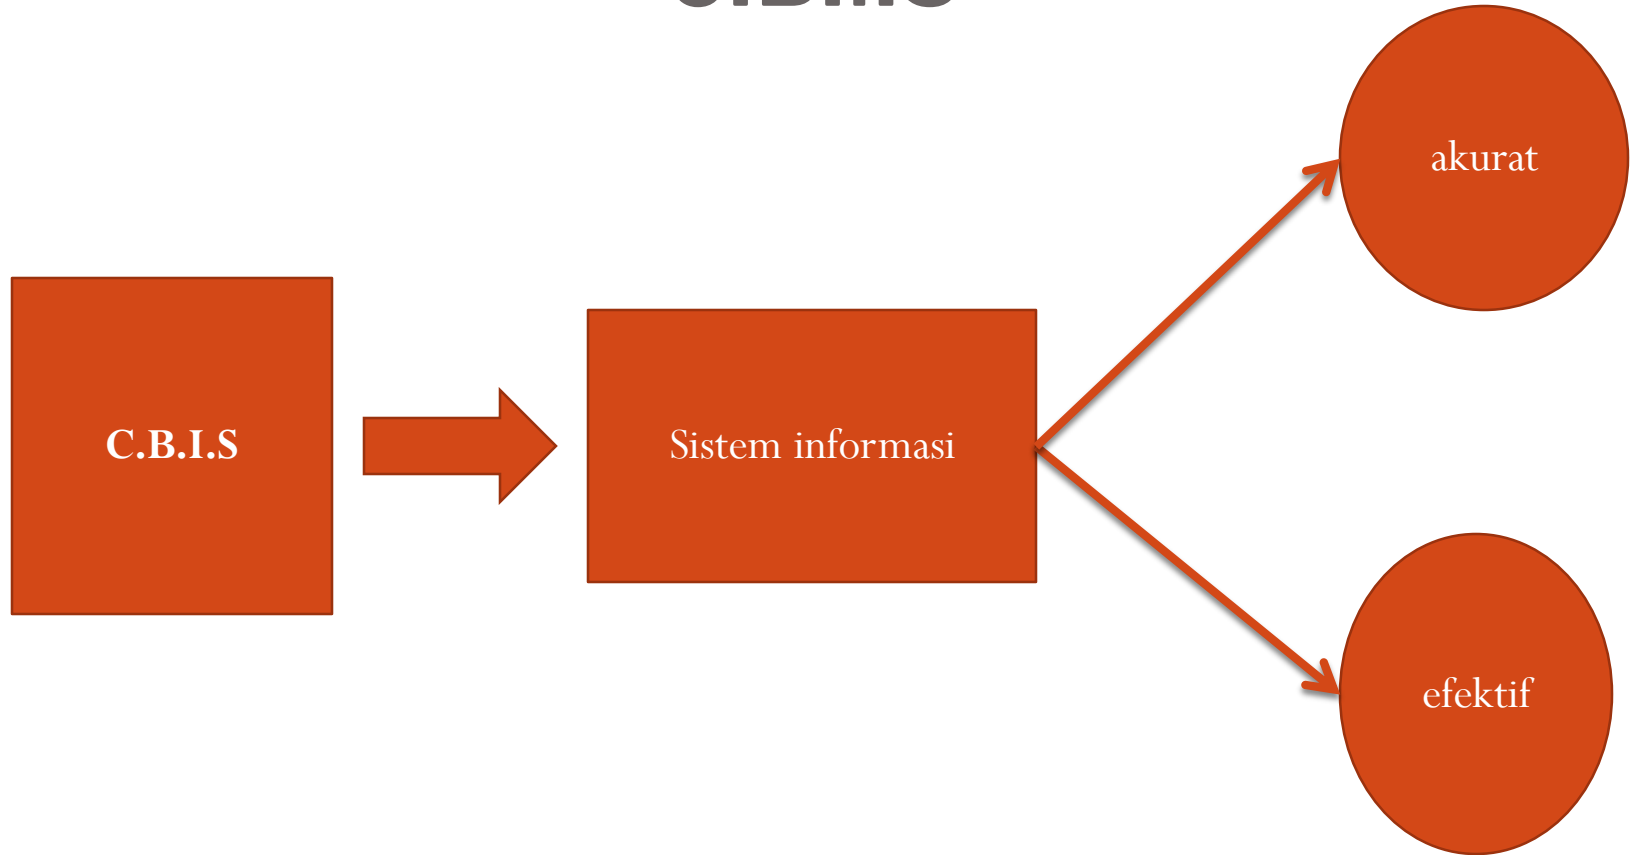 C.B.I.S
Sistem informasi
akurat
efektif